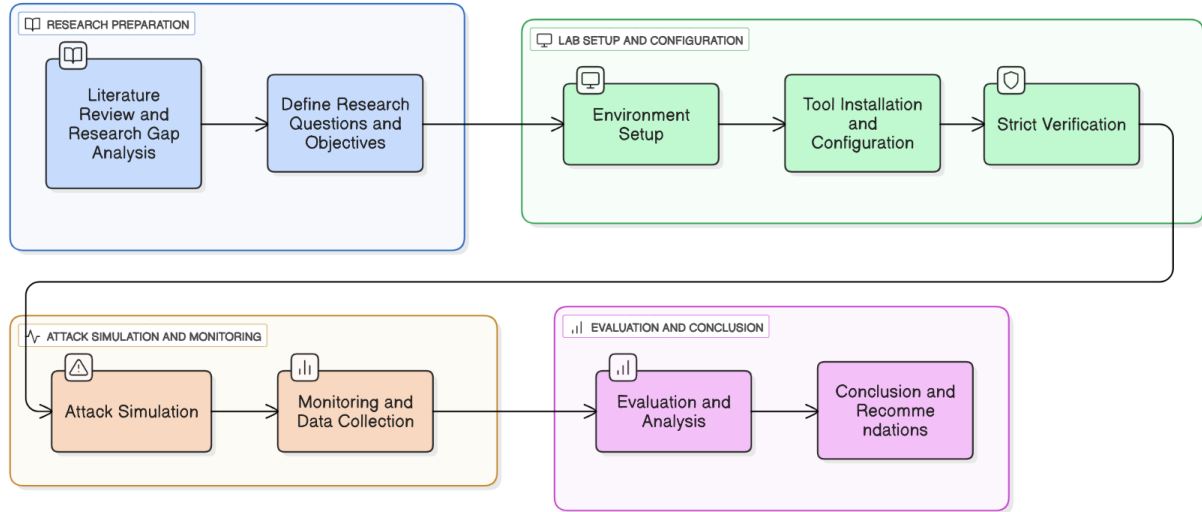 RESEARCH PREPARATION
Literature
Review and
Research Gap
Analysis
Define Research
Questions and
Objectives
LAB SETUP AND CONFIGURATION
Environment
Setup
Tool Installation
and
Configuration
Strict Verification
ATTACK SIMULATION AND MONITORING
Attack Simulation
Monitoring and
Data Collection
EVALUATION AND CONCLUSION
Evaluation and
Analysis
Conclusion and
Recomme
ndations